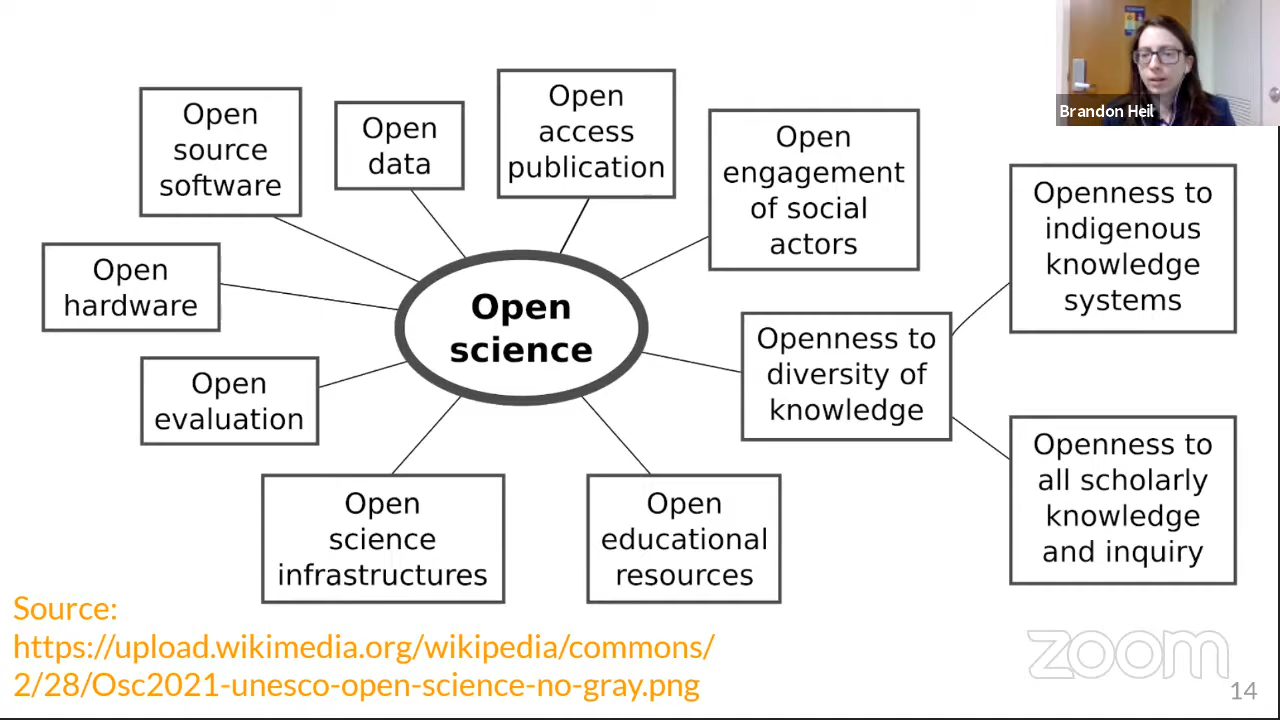 Brandon Heil
Open
source
software
Open
data
Open
access
publication
Open
engagement
of social
actors
Openness to
indigenous
knowledge
systems
Open
hardware
Open
science
Openness to
diversity of
knowledge
Open
evaluation
Openness to
all scholarly
knowledge
and inquiry
Open
science
infrastructures
Open
educational
resources
Source:
https://upload.wikimedia.org/wikipedia/commons/
2/28/Osc2021-unesco-open-science-no-gray.png
zoom
14